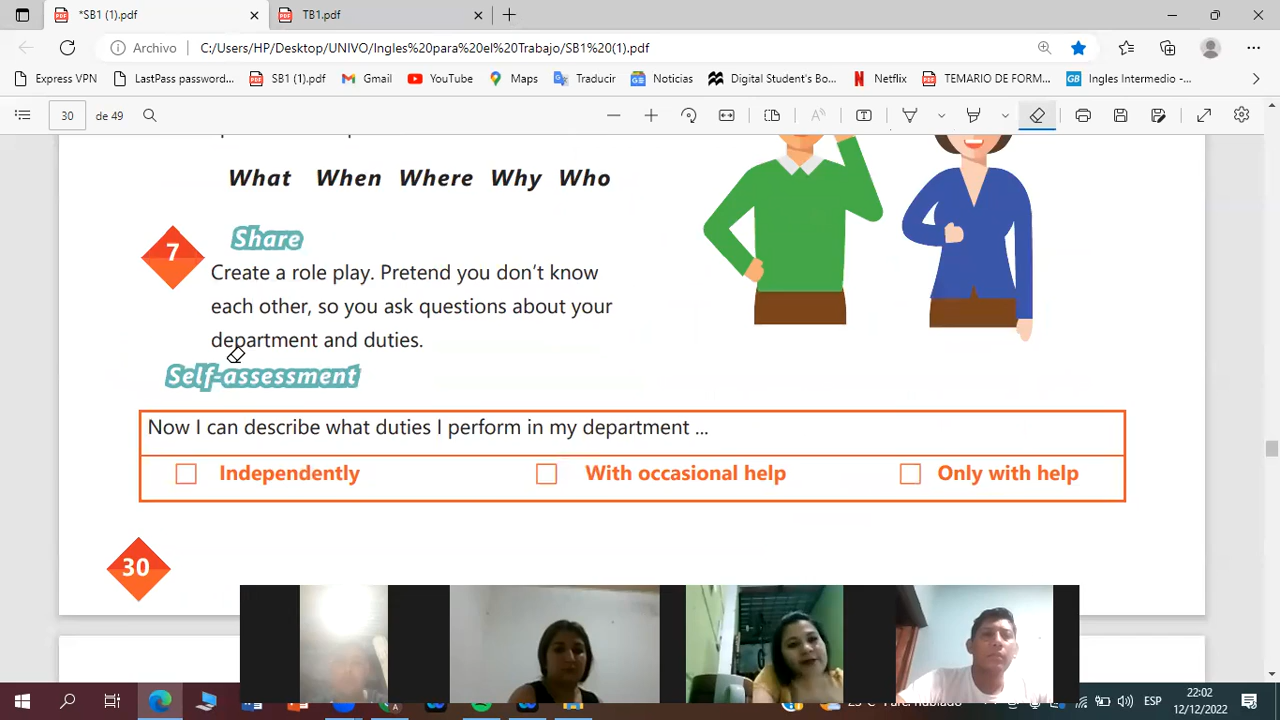 *SB1 (1).pdf
TB1.pdf
Archivo
C:/Users/HP/Desktop/UNIVO/Ingles%20para%20el%20Trabajo/SB1%20(1).pdf
Express VPN
LastPass password...
SB1 (1).pdf
Gmail
YouTube
Maps
Traducir
Noticias
Digital Student's Bo...
Netflix
TEMARIO DE FORM...
Ingles Intermedio -...
30 de 49
What When Where Why Who
7
Share
Create a role play. Pretend you don't know
each other, so you ask questions about your
department and duties.
Self-assessment
Now I can describe what duties I perform in my department ...
Independently
With occasional help
Only with help
30
ESP
22:02
12/12/2022